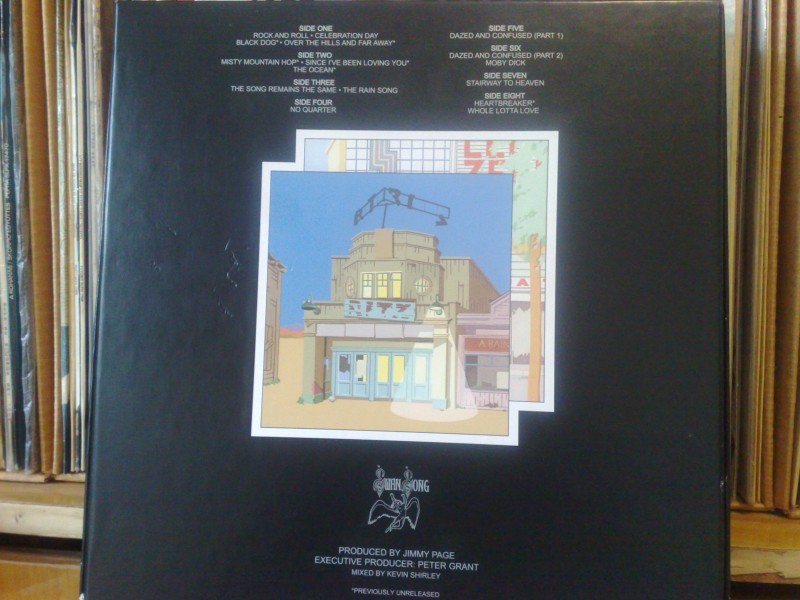 SIDE ONE
ROCK AND ROLL • CELEBRATION DAY
BLACK DOG* • OVER THE HILLS AND FAR AWAY*
SIDE TWO
MISTY MOUNTAIN HOP* • SINCE I'VE BEEN LOVING YOU*
THE OCEAN*
SIDE THREE
THE SONG REMAINS THE SAME • THE RAIN SONG
SIDE FOUR
NO QUARTER
SIDE FIVE
DAZED AND CONFUSED (PART 1)
SIDE SIX
DAZED AND CONFUSED (PART 2)
MOBY DICK
SIDE SEVEN
STAIRWAY TO HEAVEN
SIDE EIGHT
HEARTBREAKER*
WHOLE LOTTA LOVE
RITZ
SWAN SONG
PRODUCED BY JIMMY PAGE
EXECUTIVE PRODUCER: PETER GRANT
MIXED BY KEVIN SHIRLEY
*PREVIOUSLY UNRELEASED